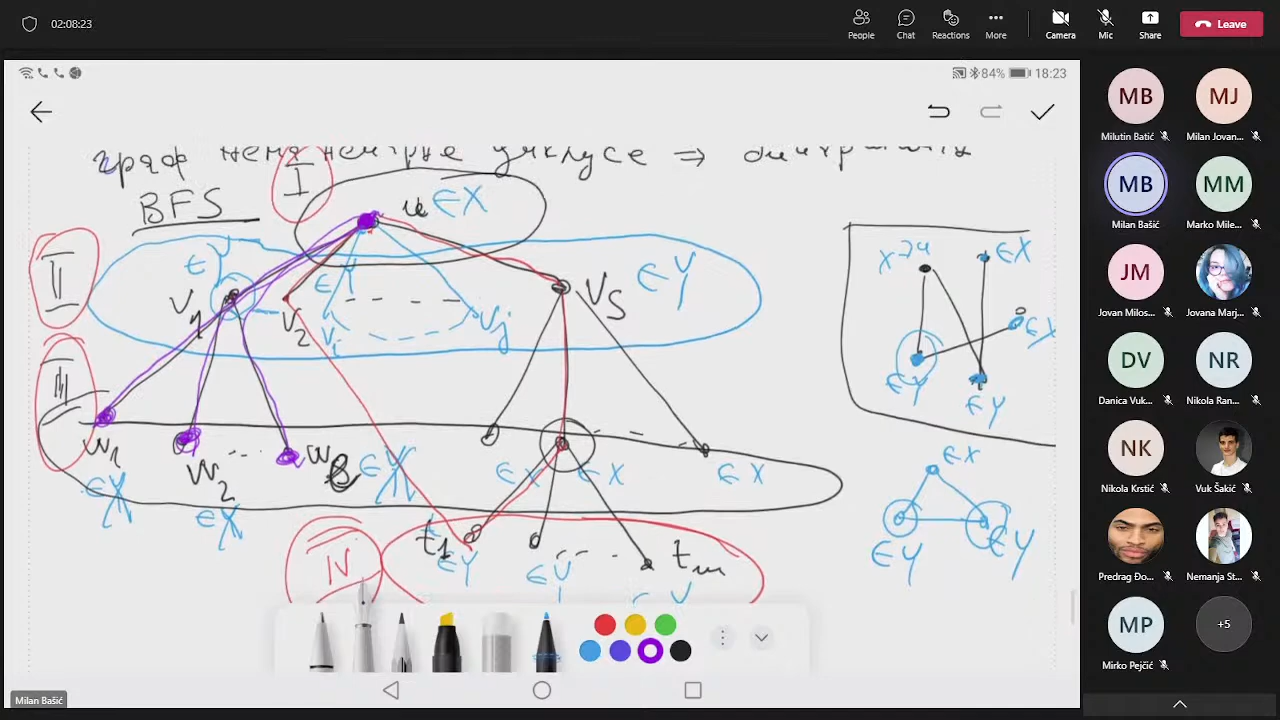 02:08:23
People
Chat
Reactions
More
Camera
Mic
Share
Leave
84% 18:23
граф нема непарне циклусе ⇒
BFS
I
u ∈X
II
∈Y
∈Y
v1
v2
vi
vj
vs
∈Y
III
w1
w2
∈X
∈X
∈X
∈X
∈X
IV
t1
tm
∈Y
∈Y
x→u
∈X
∈X
∈Y
∈Y
∈X
∈Y
∈Y
MB
Milutin Batić
MJ
Milan Jovan...
MB
Milan Bašić
MM
Marko Mile...
JM
Jovan Milos...
Jovana Marj...
DV
Danica Vuk...
NR
Nikola Ran...
NK
Nikola Krstić
Vuk Šakić
Predrag Đo...
Nemanja St...
MP
Mirko Pejčić
+5
Milan Bašić